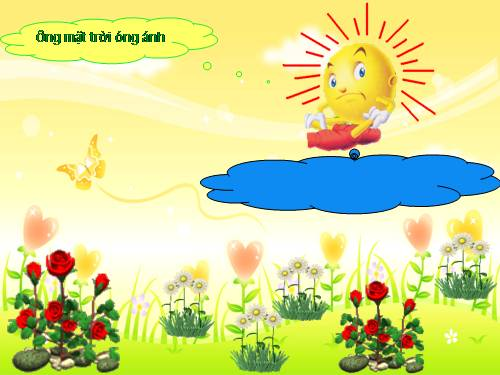 Ông mặt trời óng ánh